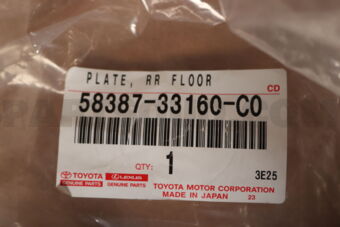 PLATE, RR FLOOR
CD
58387-33160-C0
QTY: 1
3E25
TOYOTA LEXUS
GENUINE PARTS GENUINE PARTS
TOYOTA MOTOR CORPORATION
MADE IN JAPAN 23